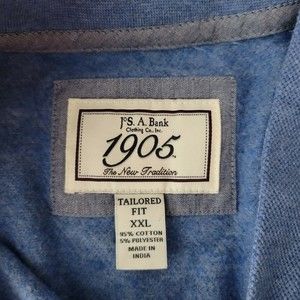 JoS. A. Bank
Clothing Co., Inc.
1905
The New Tradition
TAILORED
FIT
XXL
95% COTTON
5% POLYESTER
MADE IN
INDIA